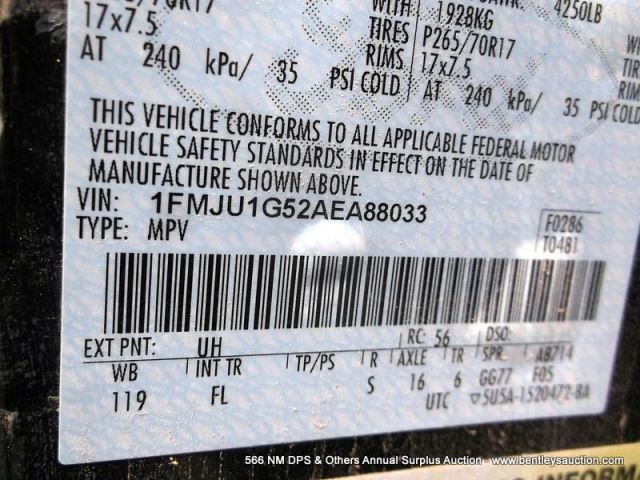 17x7.5
AT 240 kPa/ 35 PSI COLD
1928KG 4250LB
TIRES P265/70R17
RIMS 17x7.5
AT 240 kPa/ 35 PSI COLD
THIS VEHICLE CONFORMS TO ALL APPLICABLE FEDERAL MOTOR
VEHICLE SAFETY STANDARDS IN EFFECT ON THE DATE OF
MANUFACTURE SHOWN ABOVE.
VIN: 1FMJU1G52AEA88033
TYPE: MPV
F0286
T0481
EXT PNT: UH RC: 56 DSO:
WB INT TR TP/PS R AXLE TR SPR A8714
119 FL S 16 6 GG77 F05
UTC ▽5U5A-1520472-8A
566 NM DPS & Others Annual Surplus Auction - www.bentleysauction.com